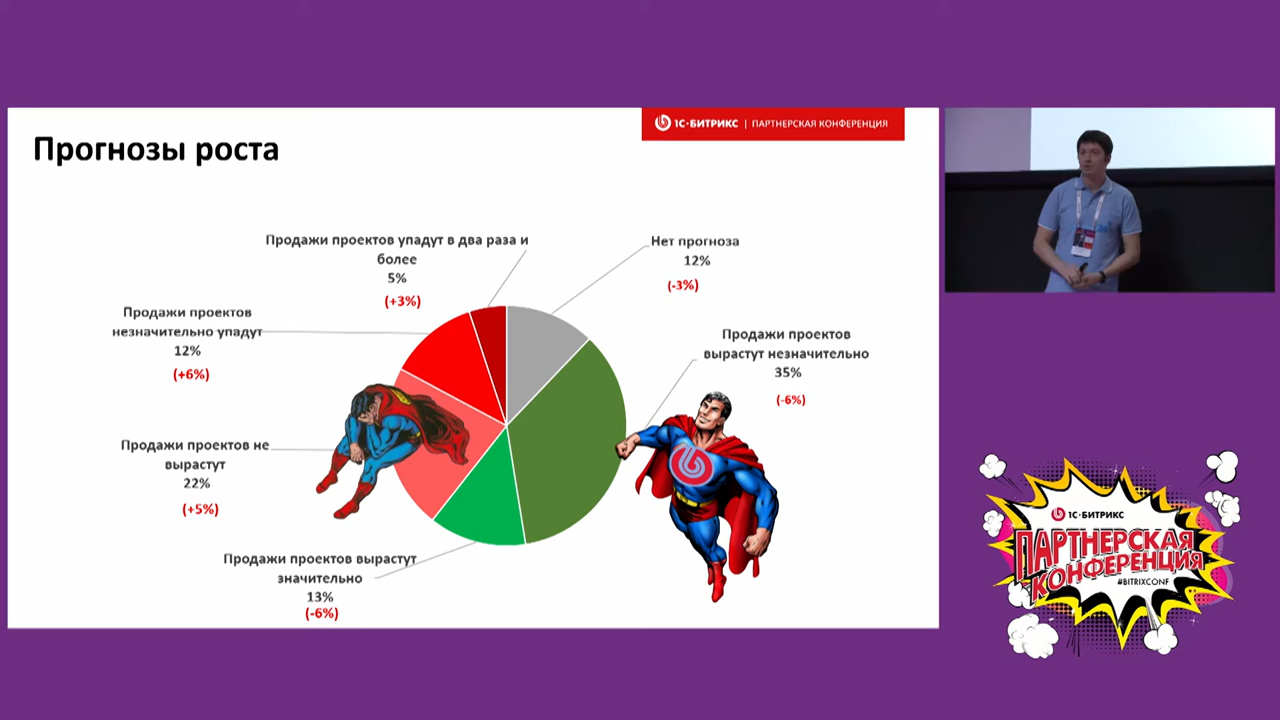 1С-БИТРИКС | ПАРТНЕРСКАЯ КОНФЕРЕНЦИЯ
Прогнозы роста
Продажи проектов упадут в два раза и
более
5%
(+3%)
Нет прогноза
12%
(-3%)
Продажи проектов
незначительно упадут
12%
(+6%)
Продажи проектов
вырастут незначительно
35%
(-6%)
Продажи проектов не
вырастут
22%
(+5%)
Продажи проектов вырастут
значительно
13%
(-6%)
1С-БИТРИКС
ПАРТНЕРСКАЯ
КОНФЕРЕНЦИЯ
#BITRIXCONF